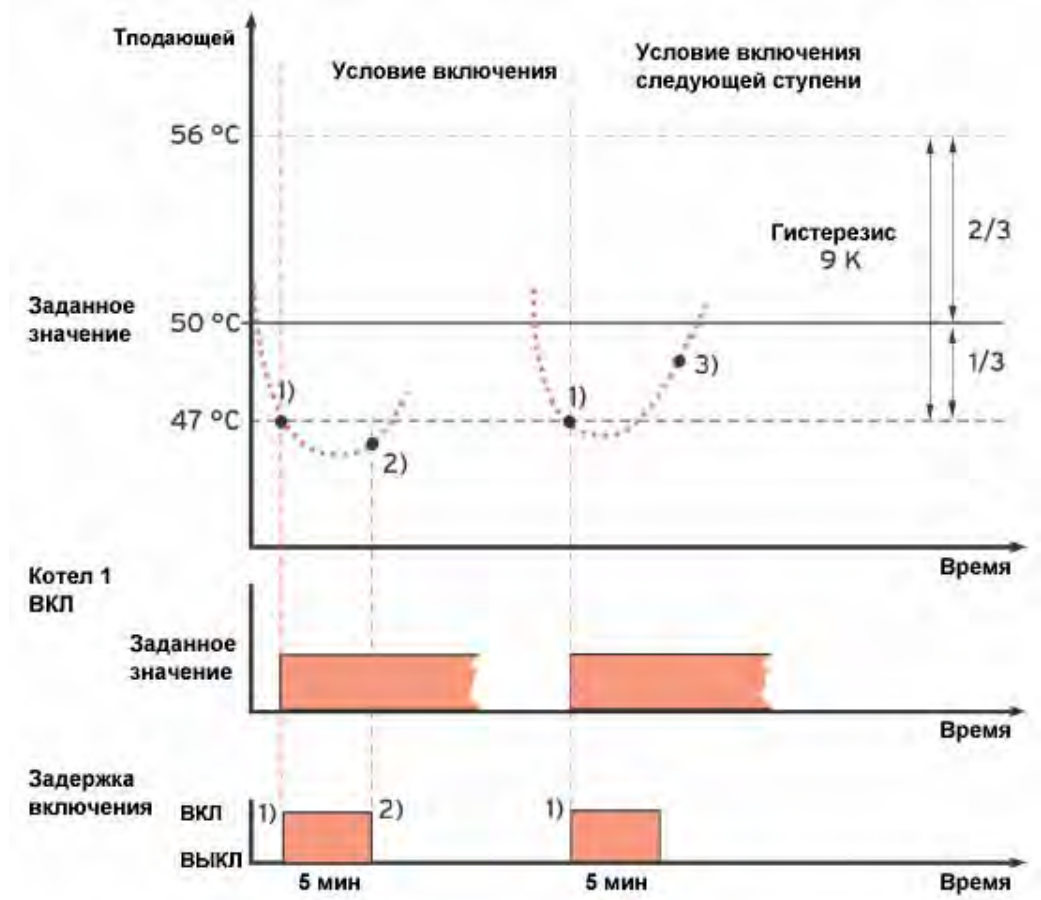 Тподающей
Условие включения
Условие включения
следующей ступени
56 °C
Гистерезис
9 K
2/3
Заданное
значение
50 °C
1/3
1)
1)
3)
47 °C
2)
Время
Котел 1
ВКЛ
Заданное
значение
Время
Задержка
включения
ВКЛ
1)
2)
1)
ВЫКЛ
5 мин
5 мин
Время